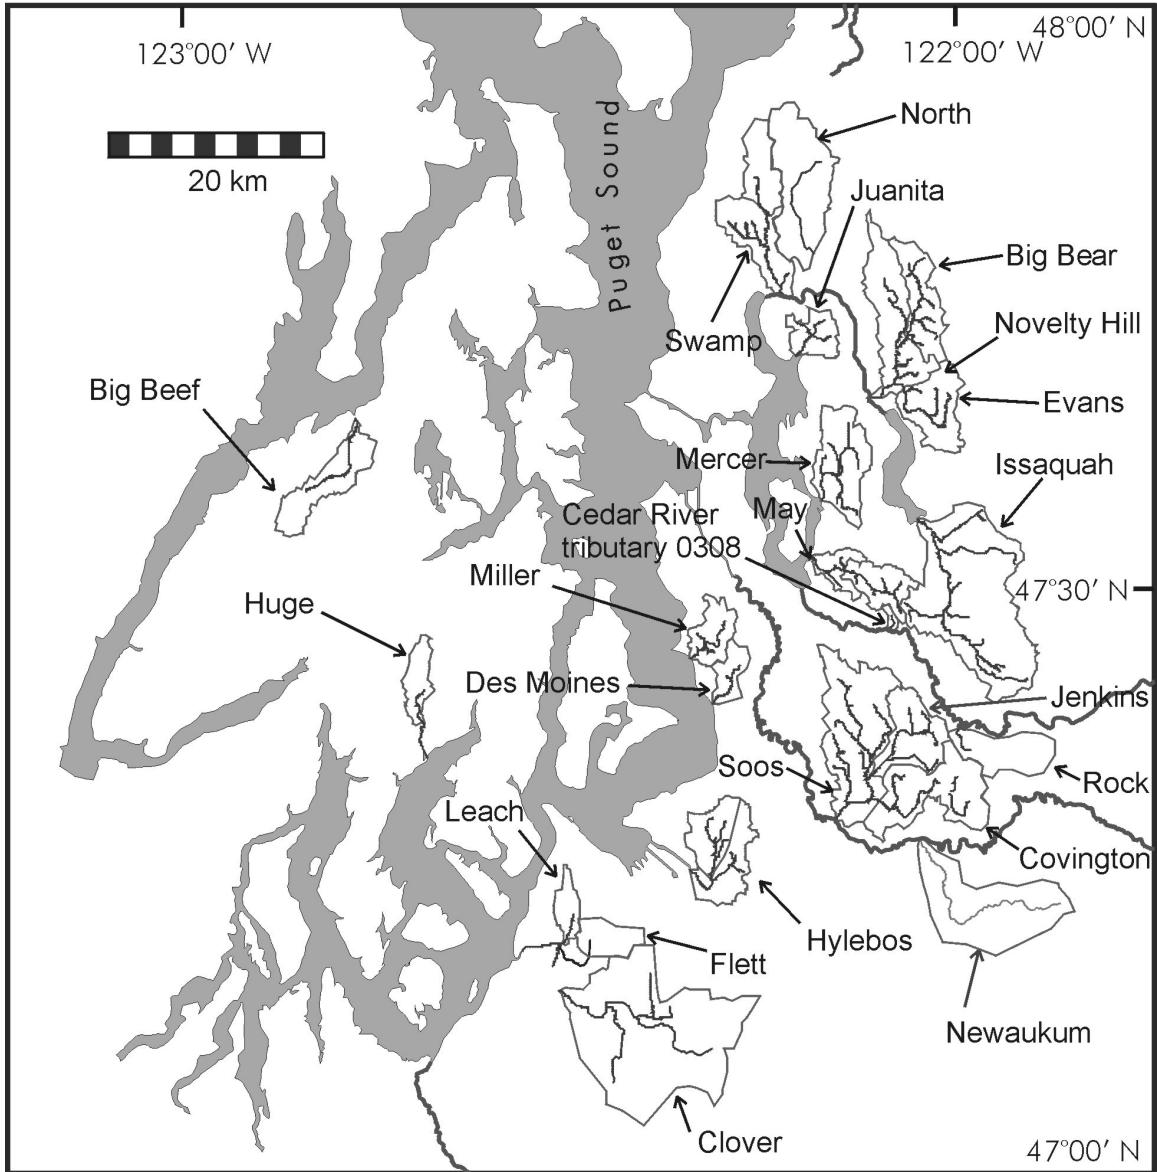 48°00' N
123°00' W
122°00' W
North
20 km
Juanita
Puget Sound
Big Bear
Novelty Hill
Swamp
Big Beef
Evans
Mercer
Issaquah
May
Cedar River
tributary 0308
Miller
47°30' N
Huge
Des Moines
Jenkins
Soos
Rock
Leach
Covington
Hylebos
Flett
Newaukum
Clover
47°00' N